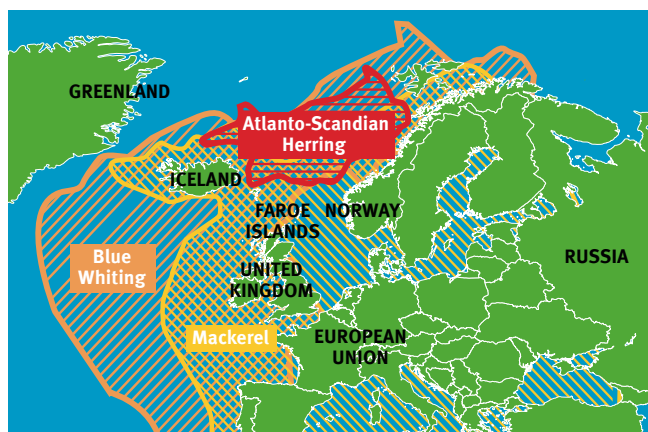 GREENLAND
Atlanto-Scandian
Herring
ICELAND
FAROE
ISLANDS
NORWAY
Blue
Whiting
UNITED
KINGDOM
RUSSIA
Mackerel
EUROPEAN
UNION